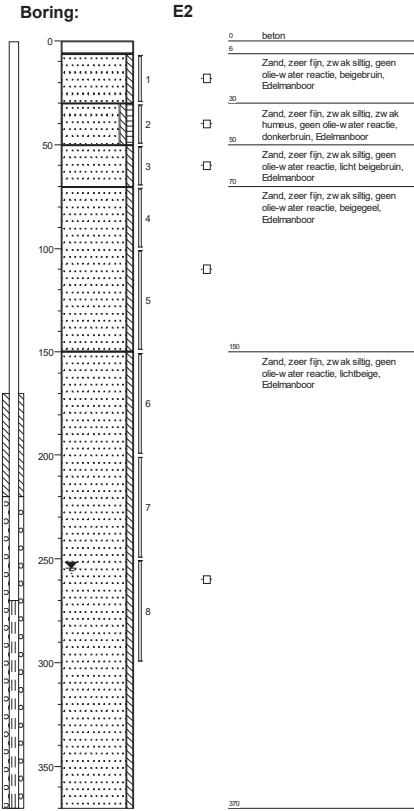 Boring: E2
0
50
100
150
200
250
300
350
1
2
3
4
5
6
7
8
0 beton
6
Zand, zeer fijn, zwak siltig, geen
olie-water reactie, beigebruin,
Edelmanboor
30
Zand, zeer fijn, zwak siltig, zwak
humeus, geen olie-water reactie,
donkerbruin, Edelmanboor
50
Zand, zeer fijn, zwak siltig, geen
olie-water reactie, licht beigebruin,
Edelmanboor
70
Zand, zeer fijn, zwak siltig, geen
olie-water reactie, beigegeel,
Edelmanboor
150
Zand, zeer fijn, zwak siltig, geen
olie-water reactie, lichtbeige,
Edelmanboor
370